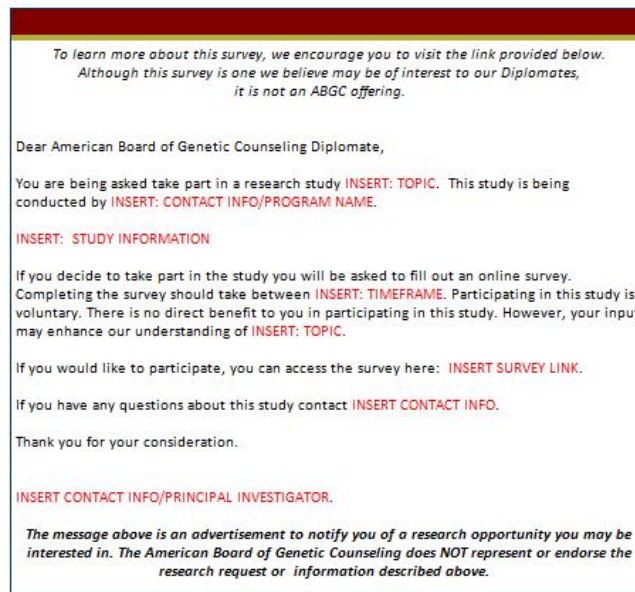 To learn more about this survey, we encourage you to visit the link provided below.
Although this survey is one we believe may be of interest to our Diplomates,
it is not an ABGC offering.
Dear American Board of Genetic Counseling Diplomate,
You are being asked take part in a research study INSERT: TOPIC. This study is being
conducted by INSERT: CONTACT INFO/PROGRAM NAME.
INSERT: STUDY INFORMATION
If you decide to take part in the study you will be asked to fill out an online survey.
Completing the survey should take between INSERT: TIMEFRAME. Participating in this study is
voluntary. There is no direct benefit to you in participating in this study. However, your input
may enhance our understanding of INSERT: TOPIC.
If you would like to participate, you can access the survey here: INSERT SURVEY LINK.
If you have any questions about this study contact INSERT CONTACT INFO.
Thank you for your consideration.
INSERT CONTACT INFO/PRINCIPAL INVESTIGATOR.
The message above is an advertisement to notify you of a research opportunity you may be
interested in. The American Board of Genetic Counseling does NOT represent or endorse the
research request or information described above.